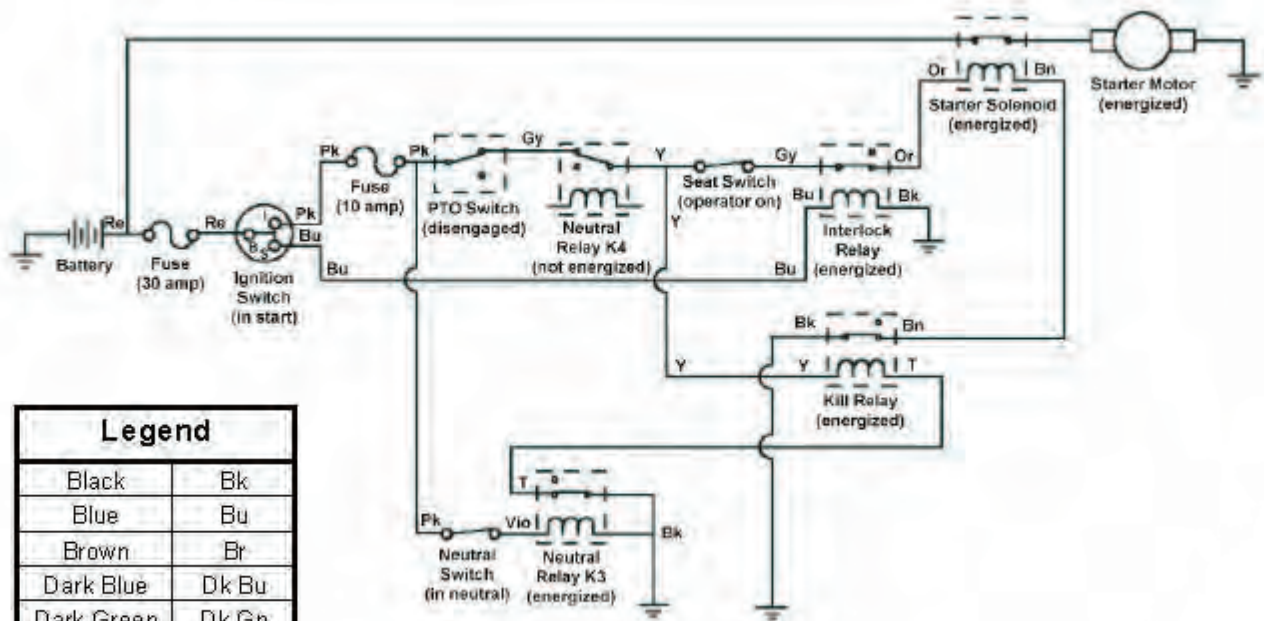 Or
Bn
Starter Motor
(energized)
Starter Solenoid
(energized)
Pk
Pk
Gy
Y
Gy
Or
Fuse
(10 amp)
PTO Switch
(disengaged)
Neutral
Relay K4
(not energized)
Y
Seat Switch
(operator on)
Bu
Bk
Interlock
Relay
(energized)
Re
Re
I
B
S
Pk
Bu
Battery
Fuse
(30 amp)
Ignition
Switch
(in start)
Bu
Bu
Bk
Bn
Y
Y
T
Kill Relay
(energized)
T
Pk
Vio
Bk
Neutral
Switch
(in neutral)
Neutral
Relay K3
(energized)
Legend
Black Bk
Blue Bu
Brown Br
Dark Blue Dk Bu
Dark Green Dk Gn